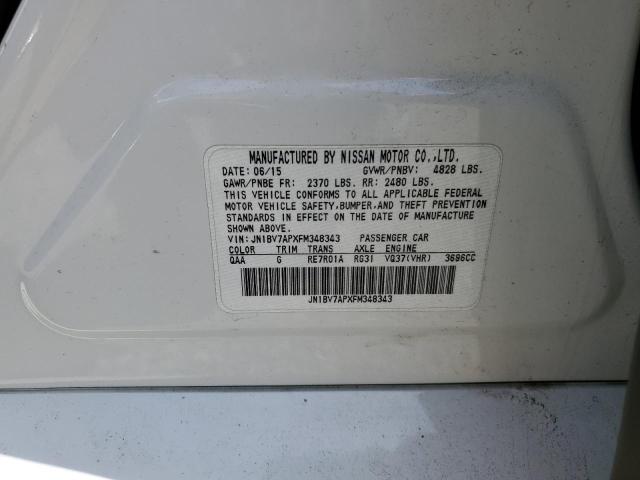 MANUFACTURED BY NISSAN MOTOR CO.,LTD.
DATE: 06/15 GVWR/PNBV: 4828 LBS.
GAWR/PNBE FR: 2370 LBS. RR: 2480 LBS.
THIS VEHICLE CONFORMS TO ALL APPLICABLE FEDERAL
MOTOR VEHICLE SAFETY,BUMPER,AND THEFT PREVENTION
STANDARDS IN EFFECT ON THE DATE OF MANUFACTURE
SHOWN ABOVE.
VIN: JN1BV7APXFM348343 PASSENGER CAR
COLOR TRIM TRANS AXLE ENGINE
QAA G RE7R01A RG31 VQ37(VHR) 3696CC
JN1BV7APXFM348343